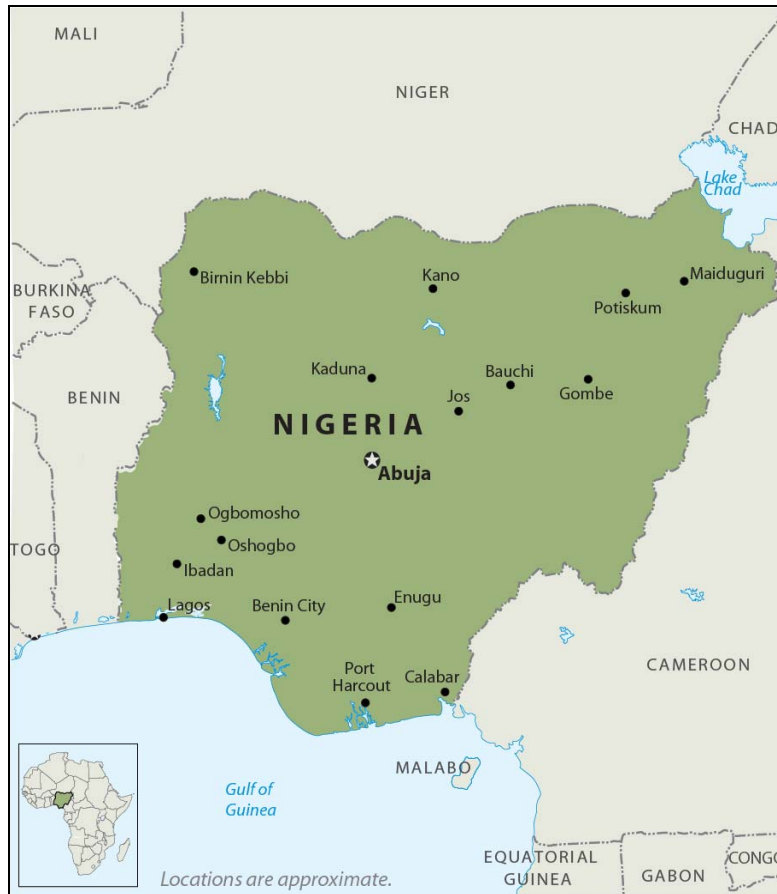 MALI
NIGER
CHAD
Lake
Chad
Birnin Kebbi
Kano
Maiduguri
Potiskum
BURKINA
FASO
Kaduna
Bauchi
Gombe
Jos
BENIN
NIGERIA
Abuja
Ogbomosho
Oshogbo
TOGO
Ibadan
Lagos
Benin City
Enugu
CAMEROON
Port
Harcout
Calabar
MALABO
Gulf of
Guinea
EQUATORIAL
GUINEA
GABON
CONGO
Locations are approximate.